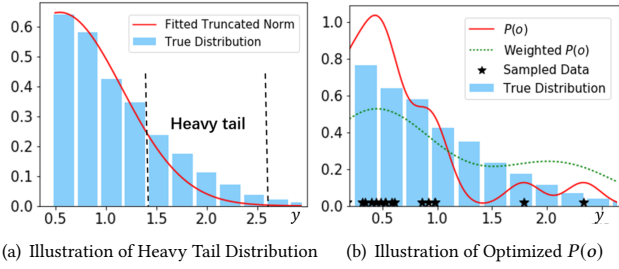 0.6
0.5
0.4
0.3
0.2
0.1
0.0
Fitted Truncated Norm
True Distribution
Heavy tail
0.5 1.0 1.5 2.0 2.5 y
(a) Illustration of Heavy Tail Distribution
1.0
0.8
0.6
0.4
0.2
0.0
P(o)
Weighted P(o)
Sampled Data
True Distribution
0.5 1.0 1.5 2.0 y
(b) Illustration of Optimized P(o)